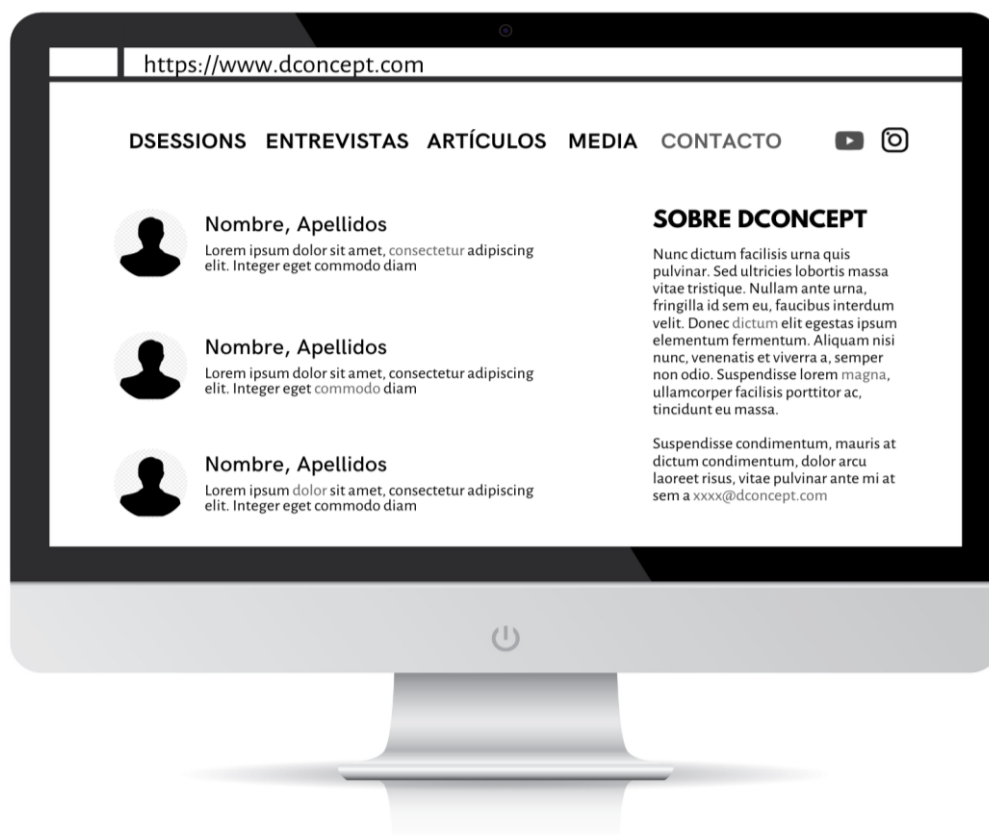 https://www.dconcept.com
DSESSIONS ENTREVISTAS ARTÍCULOS MEDIA CONTACTO
Nombre, Apellidos
Lorem ipsum dolor sit amet, consectetur adipiscing
elit. Integer eget commodo diam
Nombre, Apellidos
Lorem ipsum dolor sit amet, consectetur adipiscing
elit. Integer eget commodo diam
Nombre, Apellidos
Lorem ipsum dolor sit amet, consectetur adipiscing
elit. Integer eget commodo diam
SOBRE DCONCEPT
Nunc dictum facilisis urna quis
pulvinar. Sed ultricies lobortis massa
vitae tristique. Nullam ante urna,
fringilla id sem eu, faucibus interdum
velit. Donec dictum elit egestas ipsum
elementum fermentum. Aliquam nisi
nunc, venenatis et viverra a, semper
non odio. Suspendisse lorem magna,
ullamcorper facilisis porttitor ac,
tincidunt eu massa.
Suspendisse condimentum, mauris at
dictum condimentum, dolor arcu
laoreet risus, vitae pulvinar ante mi at
sem a xxxx@dconcept.com